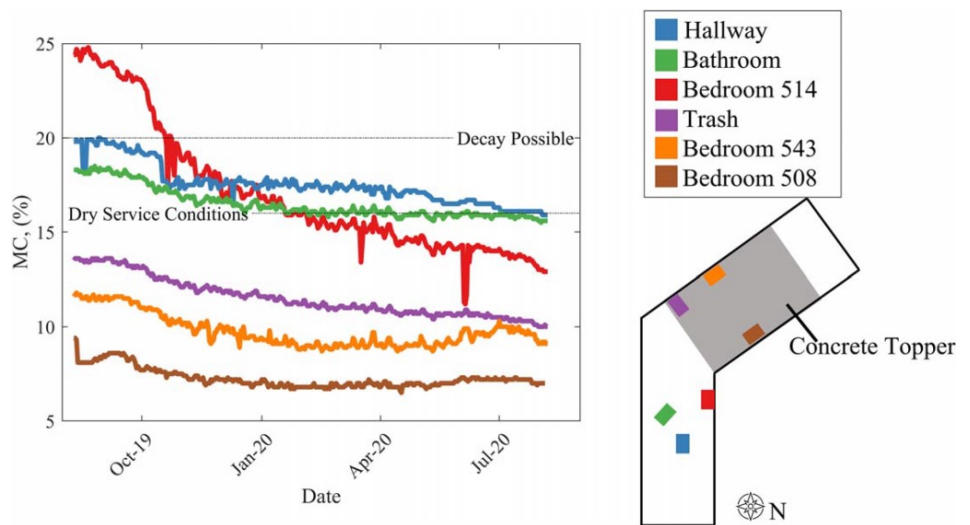 25
20
15
10
5
MC, (%)
Decay Possible
Dry Service Conditions
Oct-19
Jan-20
Apr-20
Jul-20
Date
Hallway
Bathroom
Bedroom 514
Trash
Bedroom 543
Bedroom 508
Concrete Topper
N